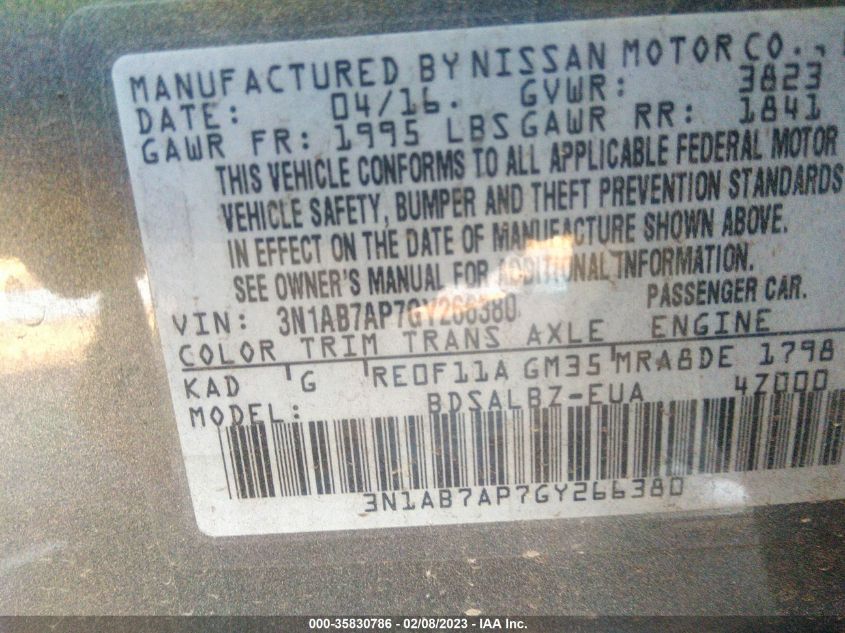 MANUFACTURED BY NISSAN MOTOR CO.,
DATE: 04/16. GVWR: 3823
GAWR FR: 1995 LBS GAWR RR: 1841
THIS VEHICLE CONFORMS TO ALL APPLICABLE FEDERAL MOTOR
VEHICLE SAFETY, BUMPER AND THEFT PREVENTION STANDARDS
IN EFFECT ON THE DATE OF MANUFACTURE SHOWN ABOVE.
SEE OWNER'S MANUAL FOR ADDITIONAL INFORMATION.
VIN: 3N1AB7AP7GY266380 PASSENGER CAR.
COLOR TRIM TRANS AXLE ENGINE
KAD G RE0F11A GM35 MRA8DE 1798
MODEL: BDSALBZ-EUA 4Z000
3N1AB7AP7GY266380
000-35830786 - 02/08/2023 - IAA Inc.